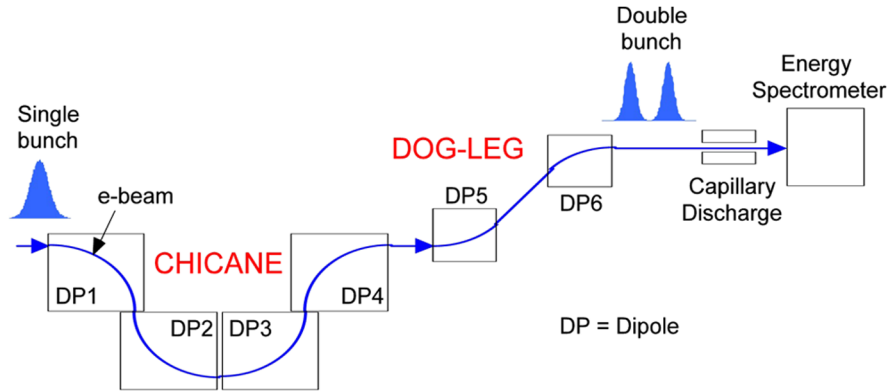 Double
bunch
Energy
Spectrometer
Single
bunch
DOG-LEG
e-beam
DP5
DP6
Capillary
Discharge
CHICANE
DP1
DP4
DP2
DP3
DP = Dipole